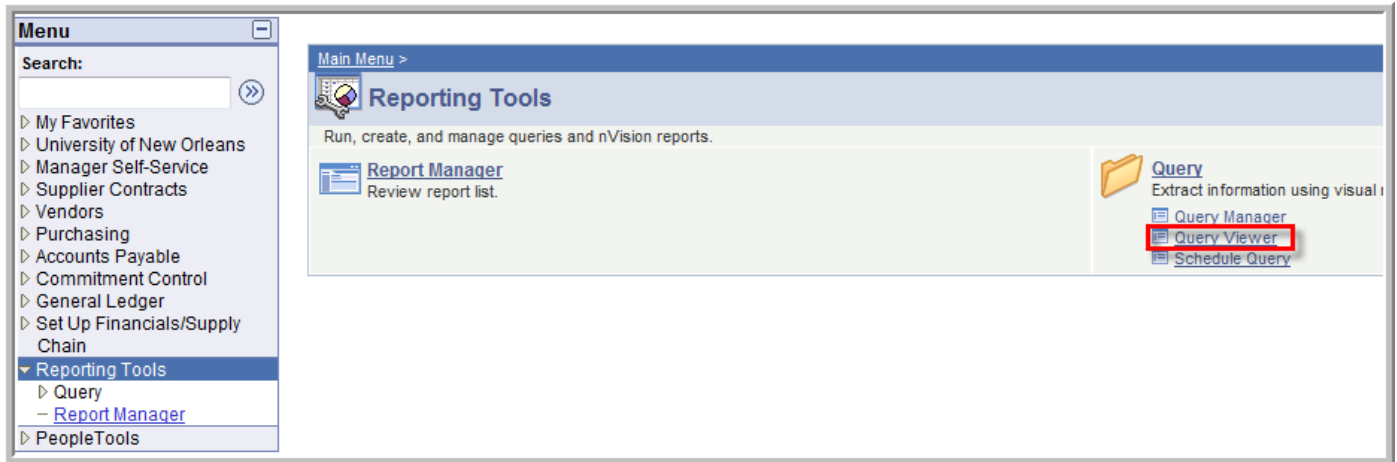 Menu
Search:
My Favorites
University of New Orleans
Manager Self-Service
Supplier Contracts
Vendors
Purchasing
Accounts Payable
Commitment Control
General Ledger
Set Up Financials/Supply
Chain
Reporting Tools
Query
Report Manager
PeopleTools
Main Menu >
Reporting Tools
Run, create, and manage queries and nVision reports.
Report Manager
Review report list.
Query
Extract information using visual
Query Manager
Query Viewer
Schedule Query